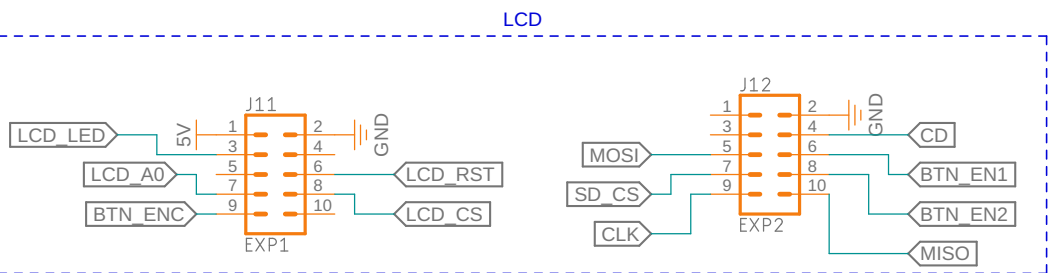 LCD
J11
LCD_LED
5V
1
2
GND
3
4
LCD_A0
5
6
LCD_RST
7
8
BTN_ENC
9
10
LCD_CS
EXP1
J12
1
2
GND
3
4
CD
MOSI
5
6
BTN_EN1
SD_CS
7
8
9
10
BTN_EN2
CLK
EXP2
MISO